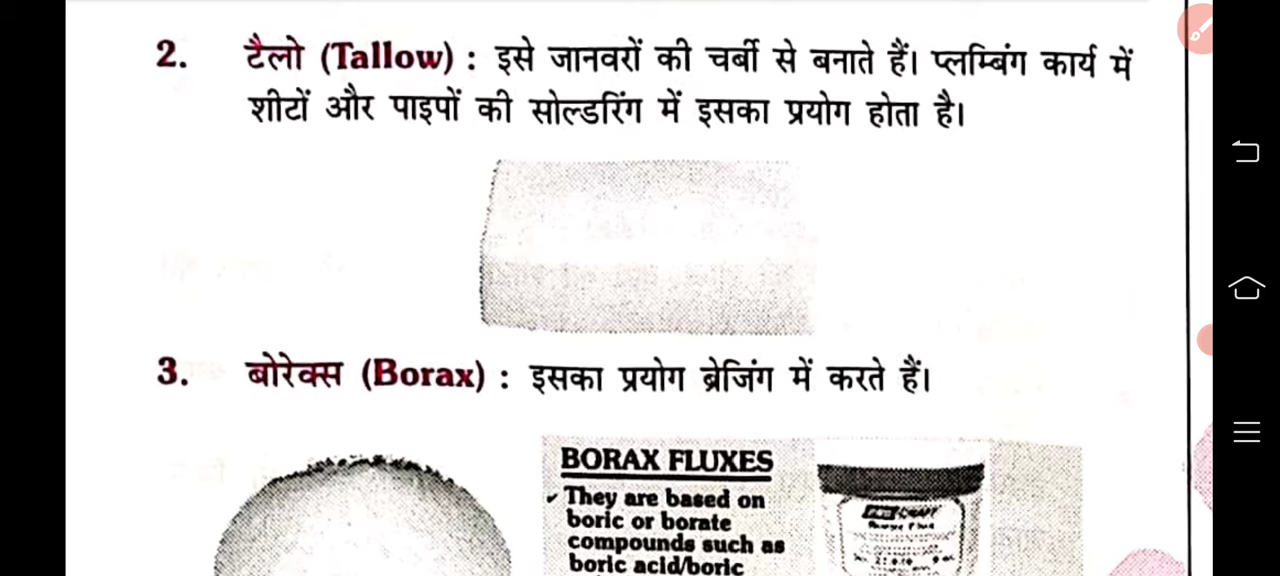 2. टैलो (Tallow) : इसे जानवरों की चर्बी से बनाते हैं। प्लम्बिंग कार्य में
शीटों और पाइपों की सोल्डरिंग में इसका प्रयोग होता है।
3. बोरेक्स (Borax) : इसका प्रयोग ब्रेजिंग में करते हैं।
BORAX FLUXES
✓ They are based on
boric or borate
compounds such as
boric acid/boric